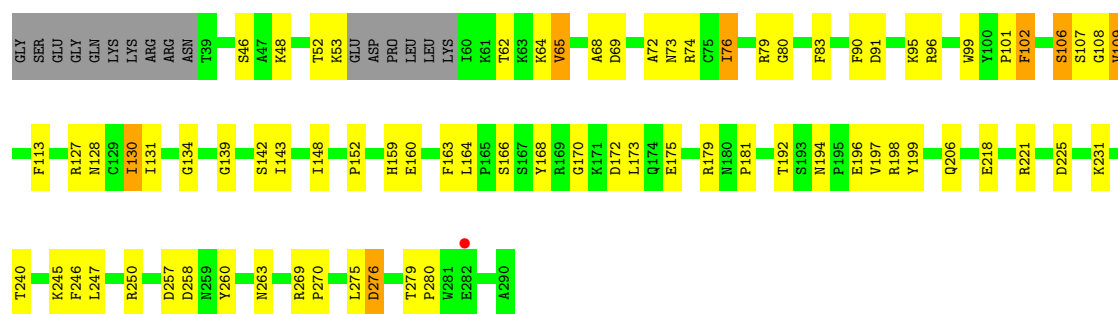 GLY SER GLU GLY GLN LYS LYS ARG ARG ASN T39 S46 A47 K48 T52 K53 GLU ASP PRO LEU LEU LYS I60 K61 T62 K63 K64 V65 A68 D69 A72 N73 R74 C75 I76 R79 G80 F83 F90 D91 K95 R96 W99 Y100 P101 F102 S106 S107 G108 V109
F113 R127 N128 C129 I130 I131 G134 G139 S142 I143 I148 P152 H159 E160 F163 L164 P165 S166 S167 Y168 R169 G170 K171 D172 L173 Q174 E175 R179 N180 P181 T192 S193 N194 P195 E196 V197 R198 Y199 Q206 E218 R221 D225 K231
T240 K245 F246 L247 R250 D257 D258 N259 Y260 N263 R269 P270 L275 D276 T279 P280 W281 E282 A290